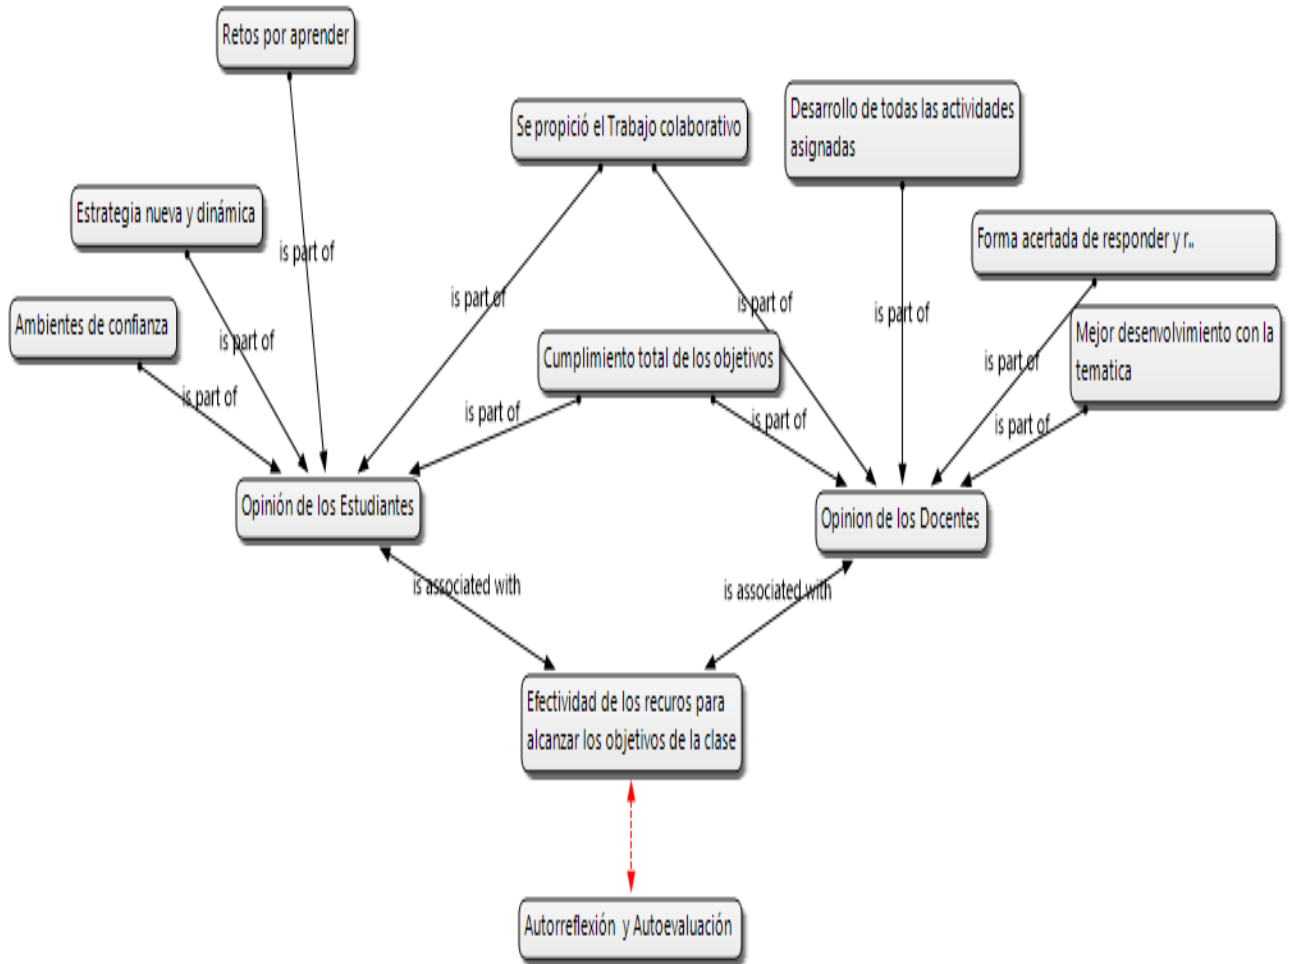 Retos por aprender
Se propició el Trabajo colaborativo
Desarrollo de todas las actividades
asignadas
Estrategia nueva y dinámica
Forma acertada de responder y r..
is part of
is part of
is part of
is part of
Ambientes de confianza
is part of
Cumplimiento total de los objetivos
Mejor desenvolvimiento con la
tematica
is part of
is part of
is part of
is part of
is part of
Opinión de los Estudiantes
Opinion de los Docentes
is associated with
is associated with
Efectividad de los recuros para
alcanzar los objetivos de la clase
Autorreflexión y Autoevaluación